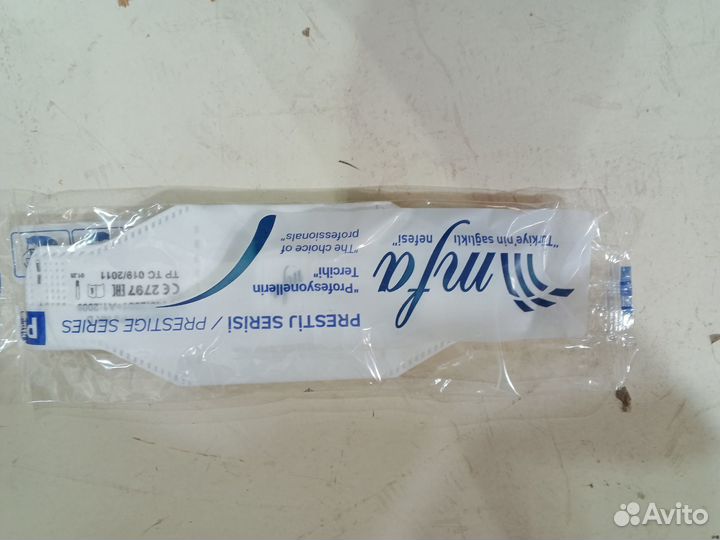 mfa
"Türkiye'nin sağlıklı
nefesi"
"Profesyonellerin
Tercihi"
"The choice of
professionals"
PRESTİJ SERİSİ / PRESTIGE SERIES
P
CE 2797 EAC
TP TC 019/2011
Avito